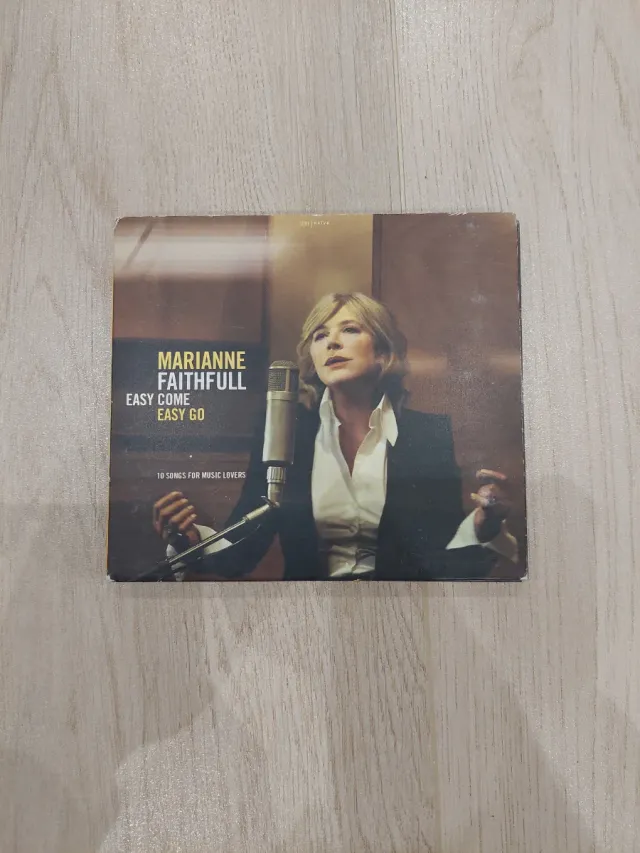 MARIANNE
FAITHFULL
EASY COME
EASY GO
10 SONGS FOR MUSIC LOVERS